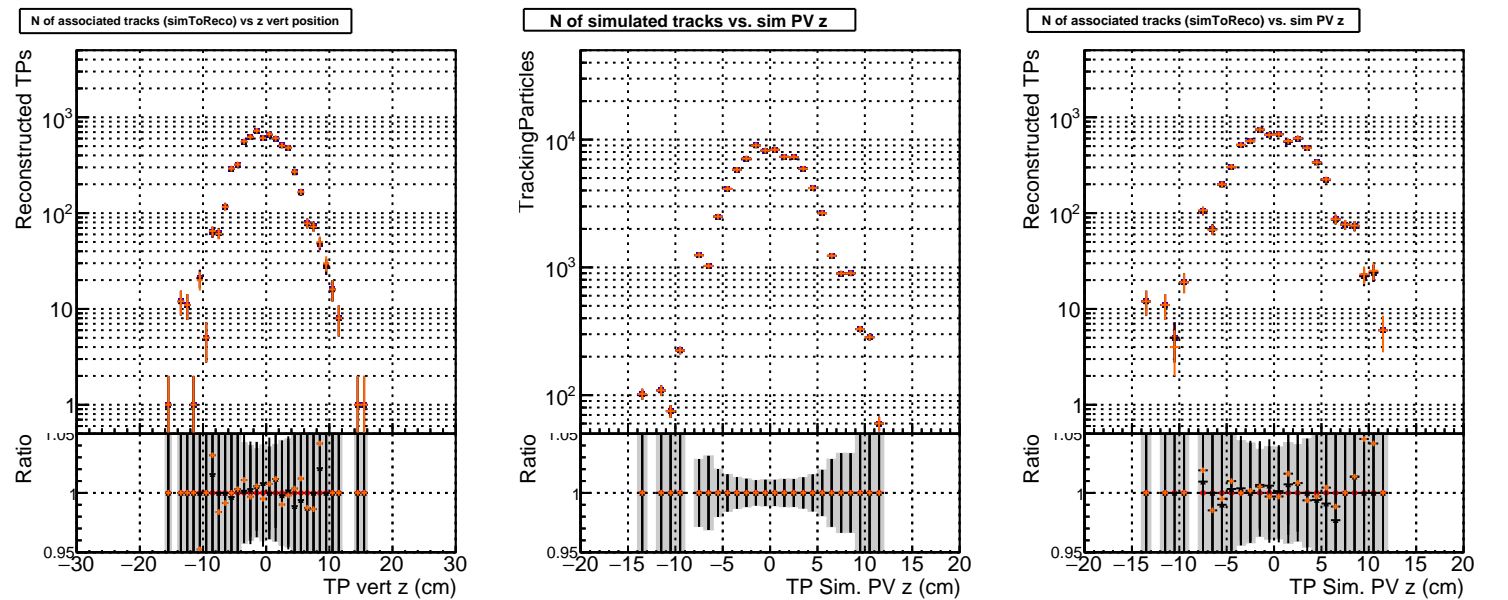 N of associated tracks (simToReco) vs z vert position
Reconstructed TPs
10³
10²
10
1
Ratio
1.05
1
0.95
−30 −20 −10 0 10 20 30
TP vert z (cm)
N of simulated tracks vs. sim PV z
TrackingParticles
10⁴
10³
10²
Ratio
1.05
1
0.95
−20 −15 −10 −5 0 5 10 15 20
TP Sim. PV z (cm)
N of associated tracks (simToReco) vs. sim PV z
Reconstructed TPs
10³
10²
10
1
Ratio
1.05
1
0.95
−20 −15 −10 −5 0 5 10 15 20
TP Sim. PV z (cm)